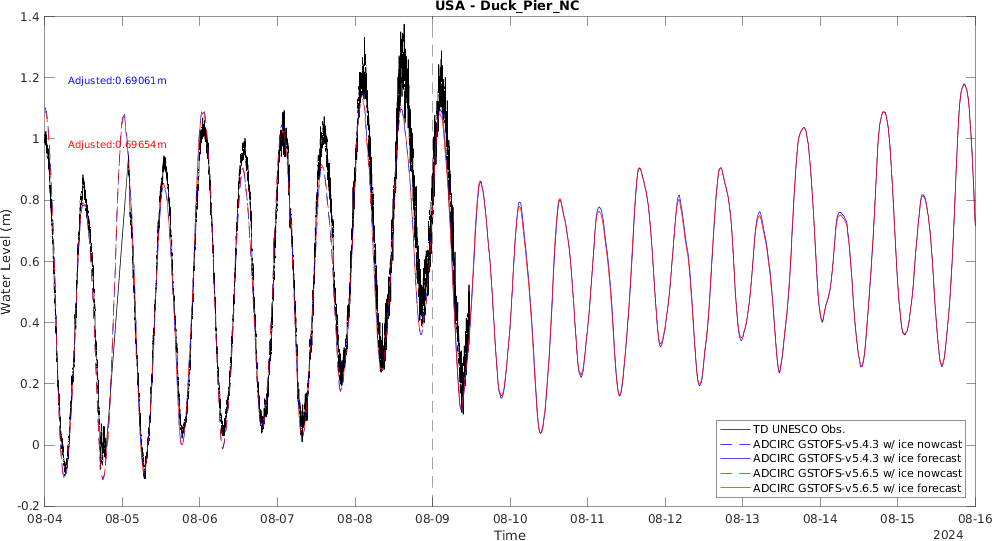 USA - Duck_Pier_NC
1.4
1.2
1
0.8
0.6
0.4
0.2
0
-0.2
Water Level (m)
Adjusted:0.69061m
Adjusted:0.69654m
TD UNESCO Obs.
ADCIRC GSTOFS-v5.4.3 w/ ice nowcast
ADCIRC GSTOFS-v5.4.3 w/ ice forecast
ADCIRC GSTOFS-v5.6.5 w/ ice nowcast
ADCIRC GSTOFS-v5.6.5 w/ ice forecast
08-04 08-05 08-06 08-07 08-08 08-09 08-10 08-11 08-12 08-13 08-14 08-15 08-16
Time
2024